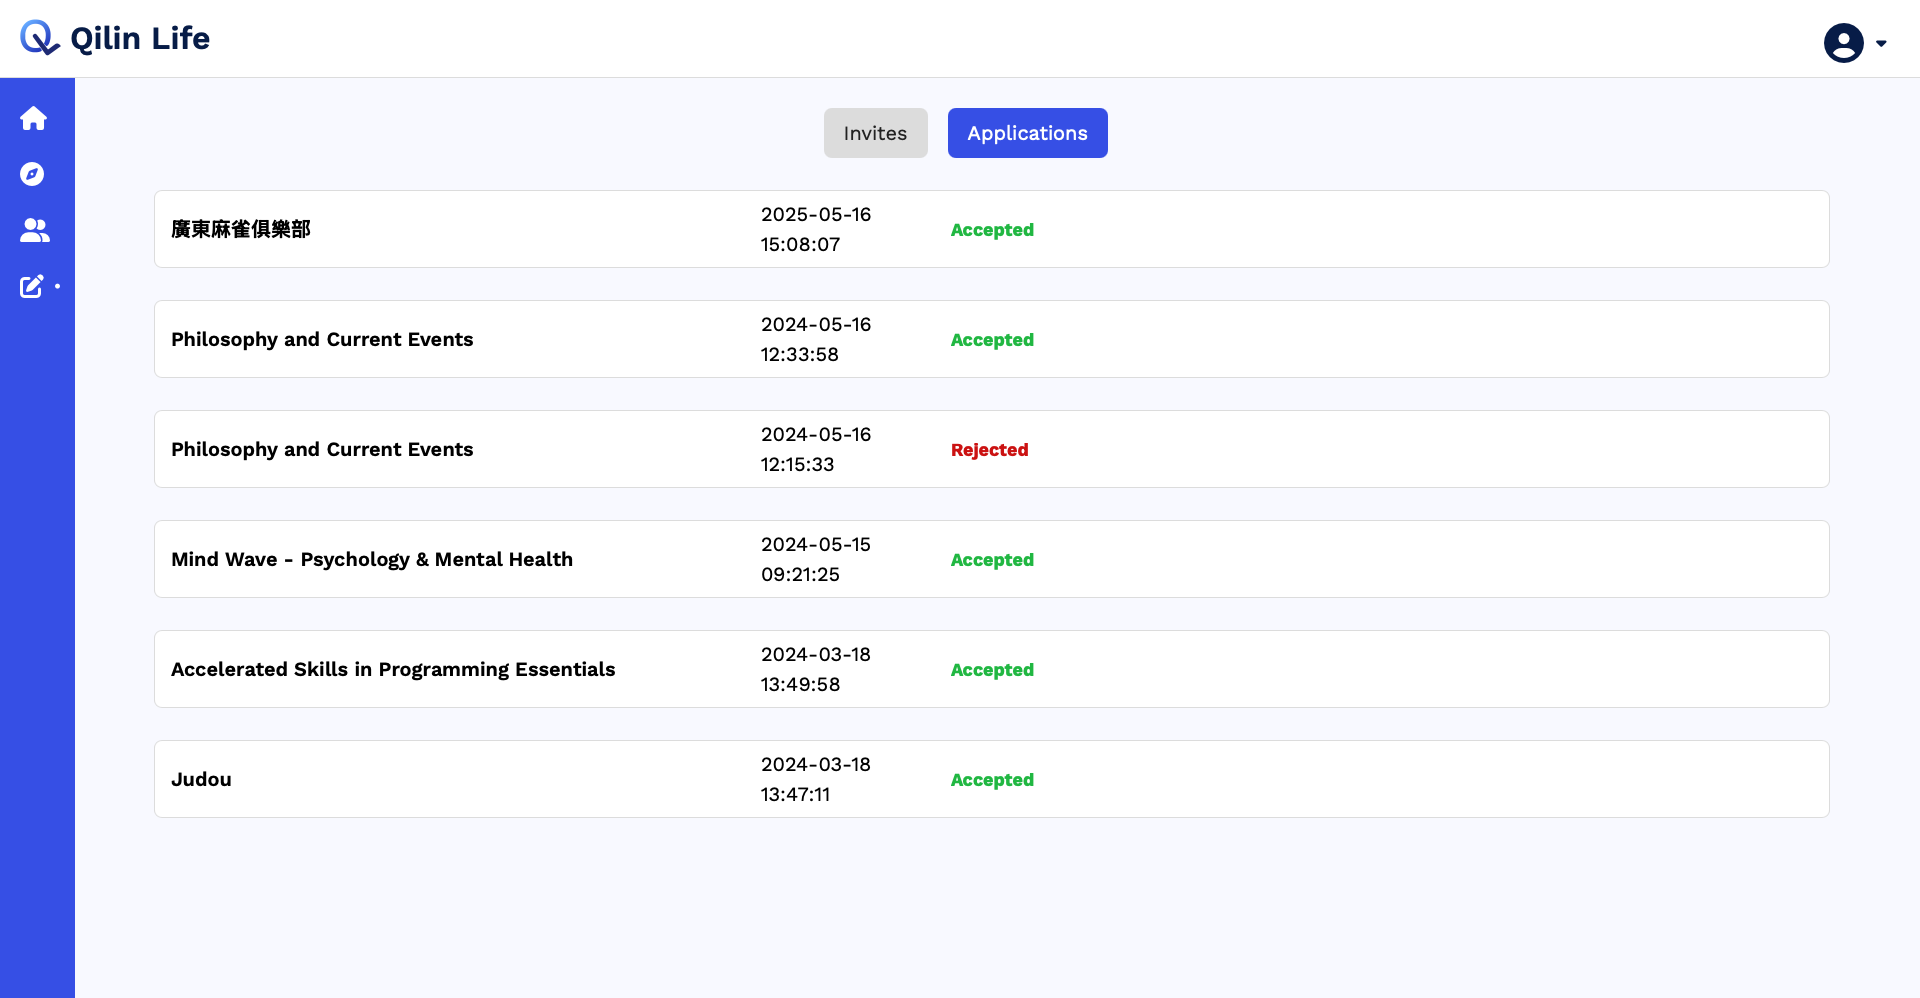 Qilin Life
Invites
Applications
廣東麻雀俱樂部
2025-05-16
15:08:07
Accepted
Philosophy and Current Events
2024-05-16
12:33:58
Accepted
Philosophy and Current Events
2024-05-16
12:15:33
Rejected
Mind Wave - Psychology & Mental Health
2024-05-15
09:21:25
Accepted
Accelerated Skills in Programming Essentials
2024-03-18
13:49:58
Accepted
Judou
2024-03-18
13:47:11
Accepted